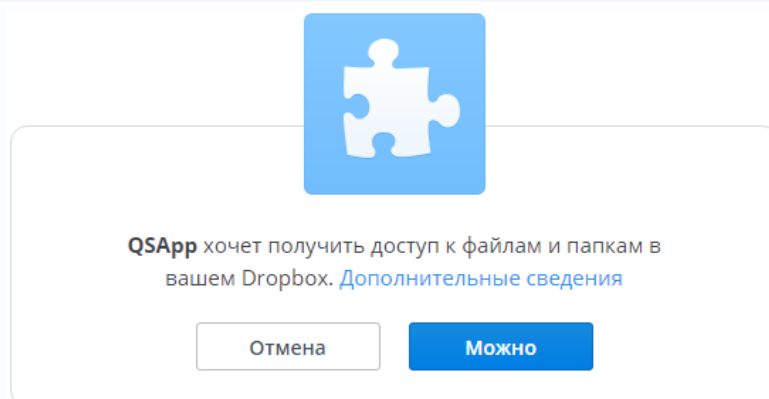 QSApp хочет получить доступ к файлам и папкам в
вашем Dropbox. Дополнительные сведения
Отмена
Можно